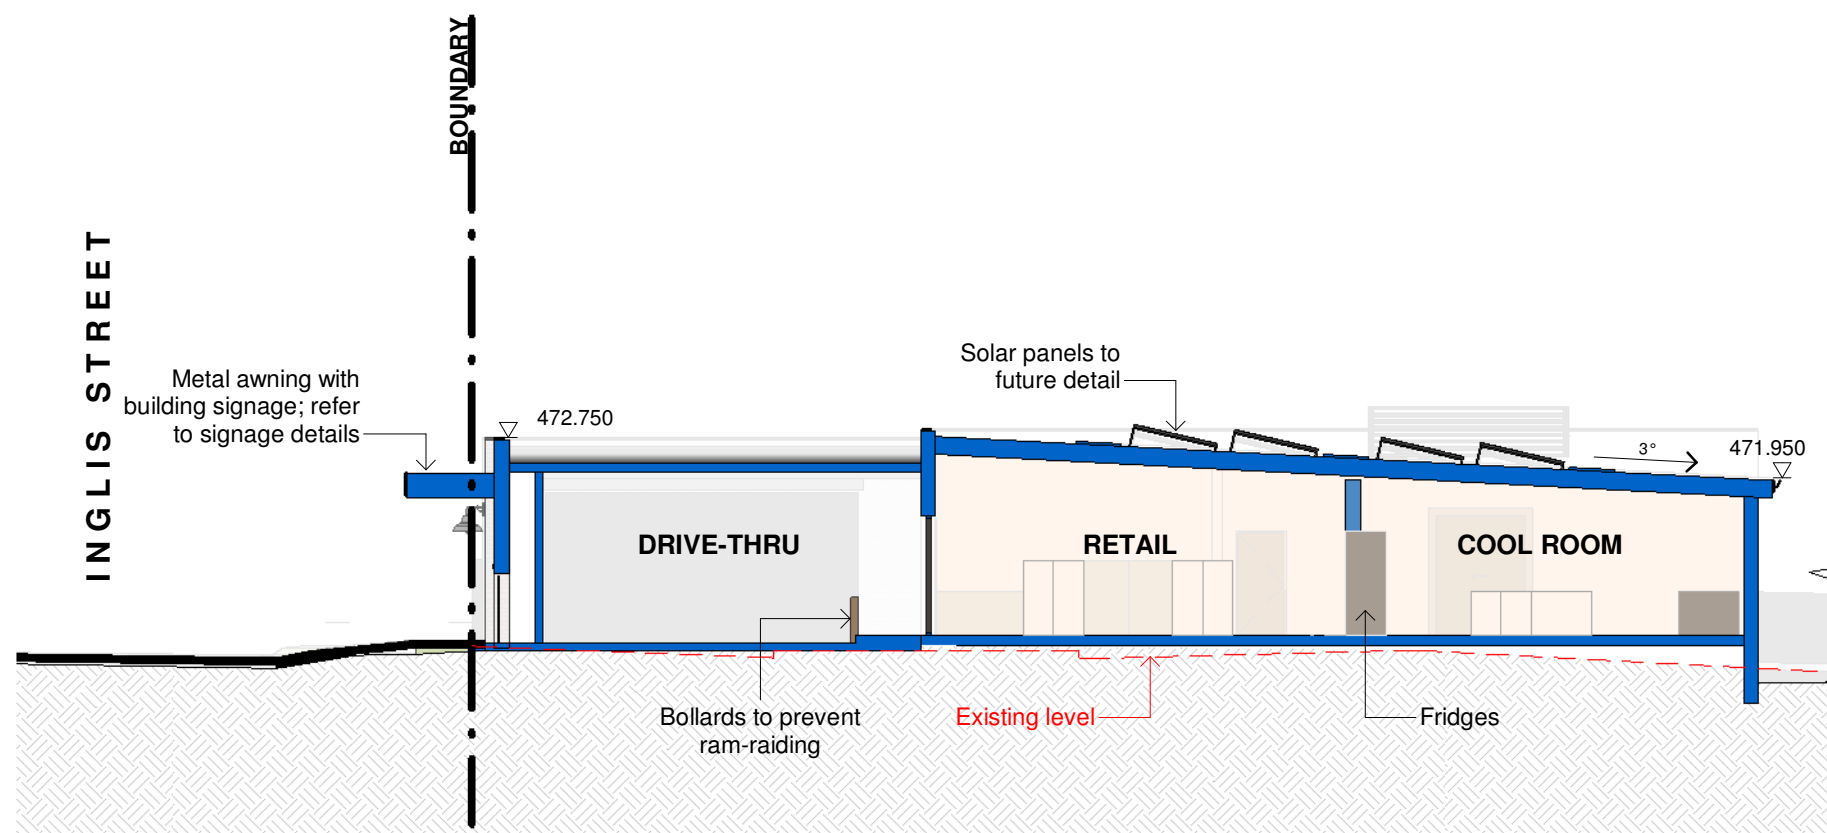 BOUNDARY
INGLIS STREET
Metal awning with
building signage; refer
to signage details
472.750
Solar panels to
future detail
3°
471.950
DRIVE-THRU
RETAIL
COOL ROOM
Bollards to prevent
ram-raiding
Existing level
Fridges